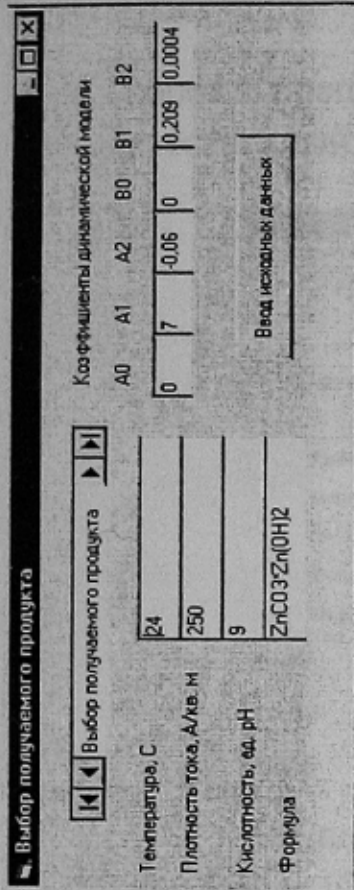 Выбор получаемого продукта
Выбор получаемого продукта
Коэффициенты динамической модели
A0 A1 A2 B0 B1 B2
0 7 -0,06 0 0,209 0,0004
Температура, С 24
Плотность тока, А/кв. м 250
Кислотность, ед. pH 9
Формула ZnCO3*Zn(OH)2
Ввод исходных данных